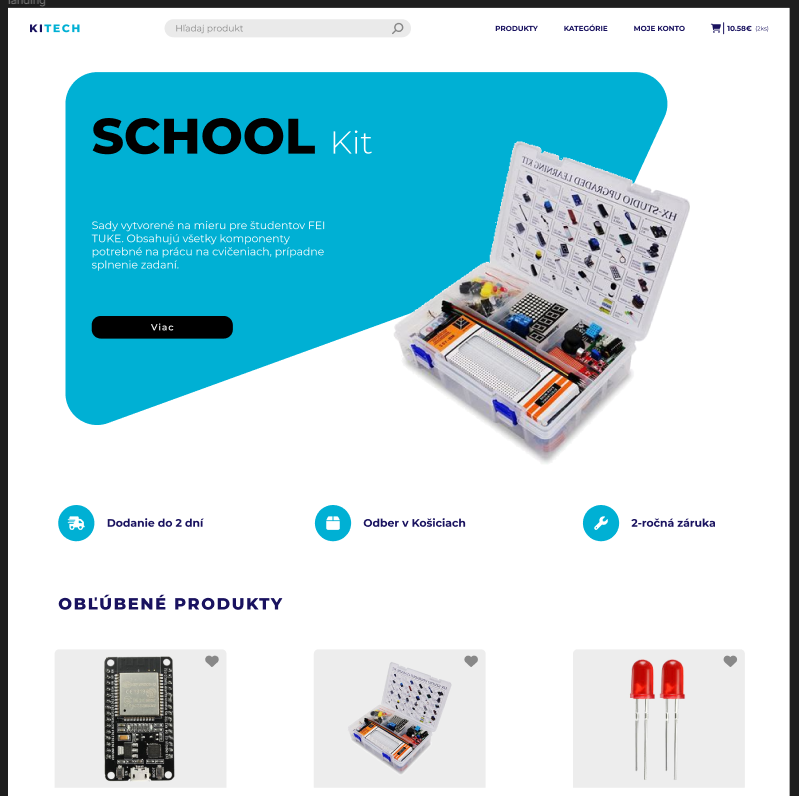 landing
KITECH
Hľadaj produkt
PRODUKTY
KATEGÓRIE
MOJE KONTO
10.58€ (2ks)
SCHOOL Kit
HX-STUDIO UPGRADED LEARNING KIT
Sady vytvorené na mieru pre študentov FEI
TUKE. Obsahujú všetky komponenty
potrebné na prácu na cvičeniach, prípadne
splnenie zadaní.
Viac
Dodanie do 2 dní
Odber v Košiciach
2-ročná záruka
OBĽÚBENÉ PRODUKTY